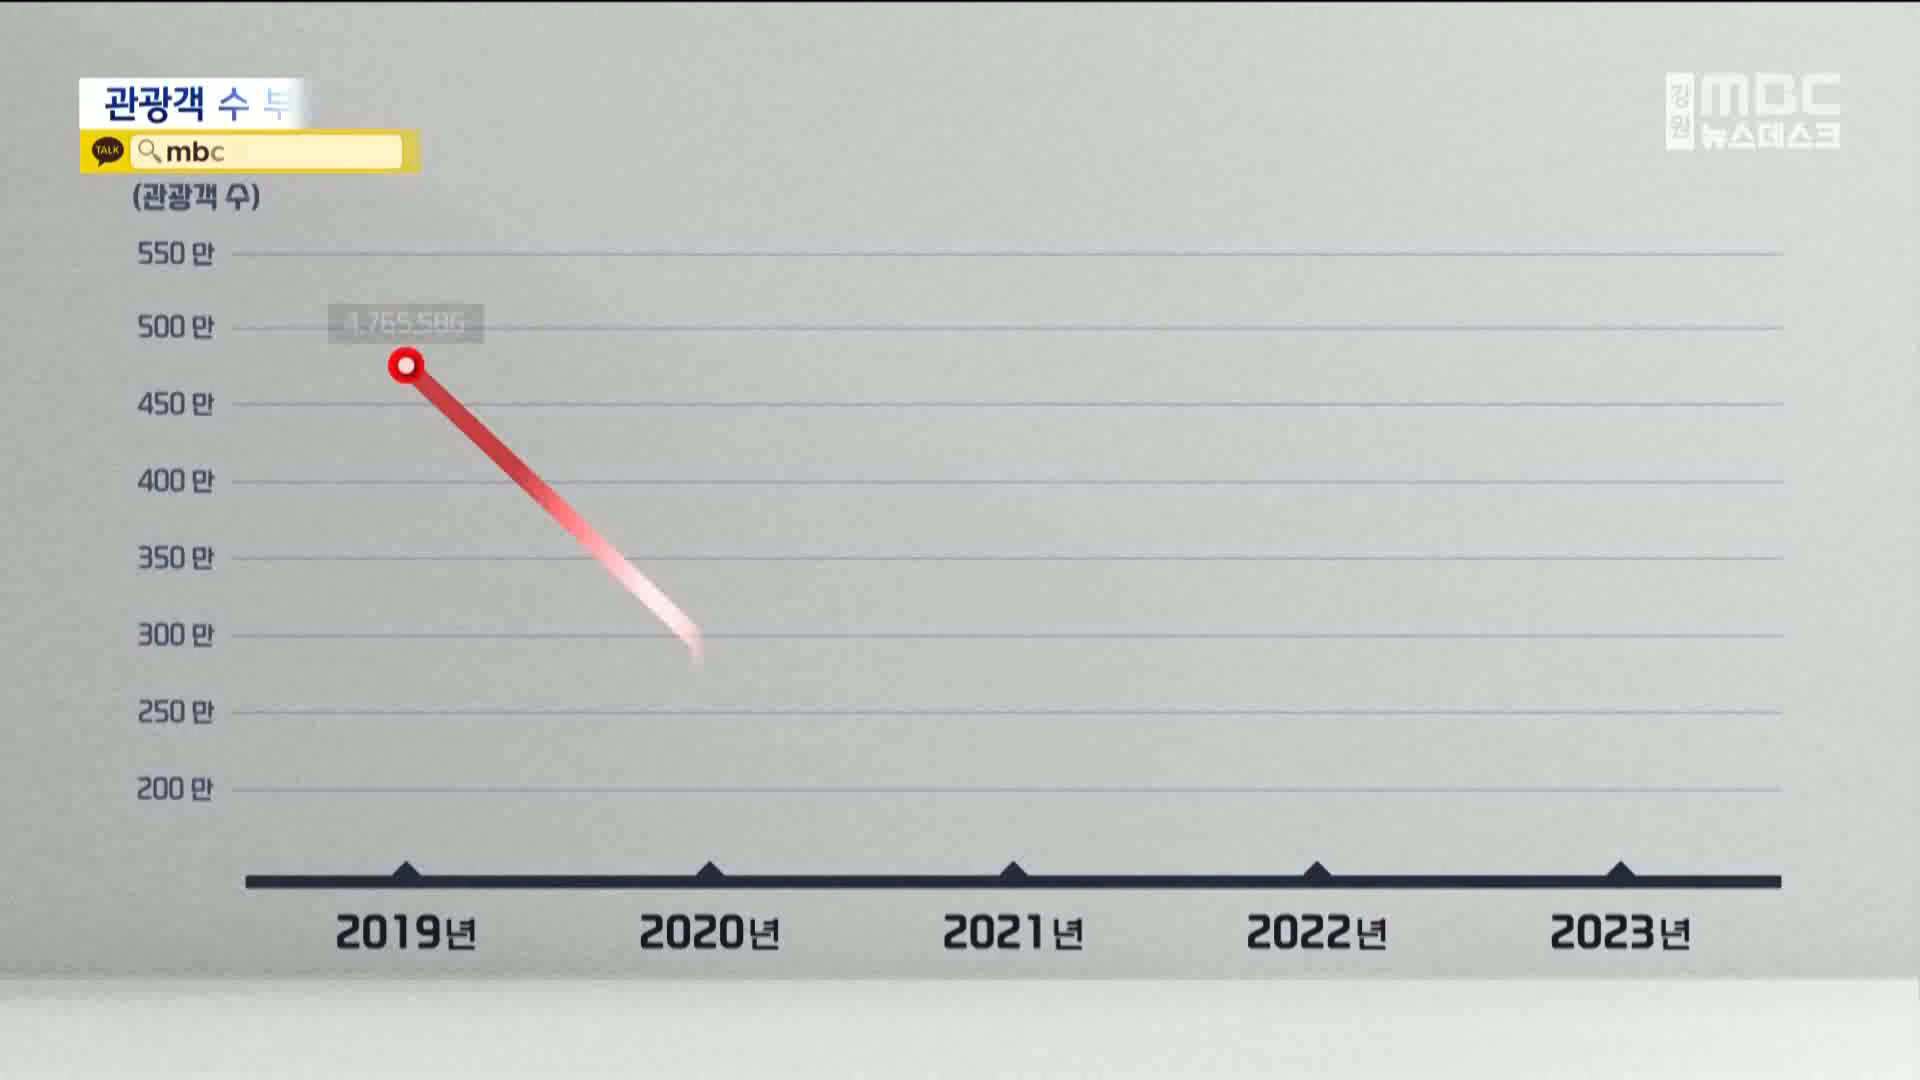 관광객 수 부
강원 MBC
뉴스데스크
TALK mbc
(관광객 수)
550 만
500 만
4,765,586
450 만
400 만
350 만
300 만
250 만
200 만
2019년 2020년 2021년 2022년 2023년